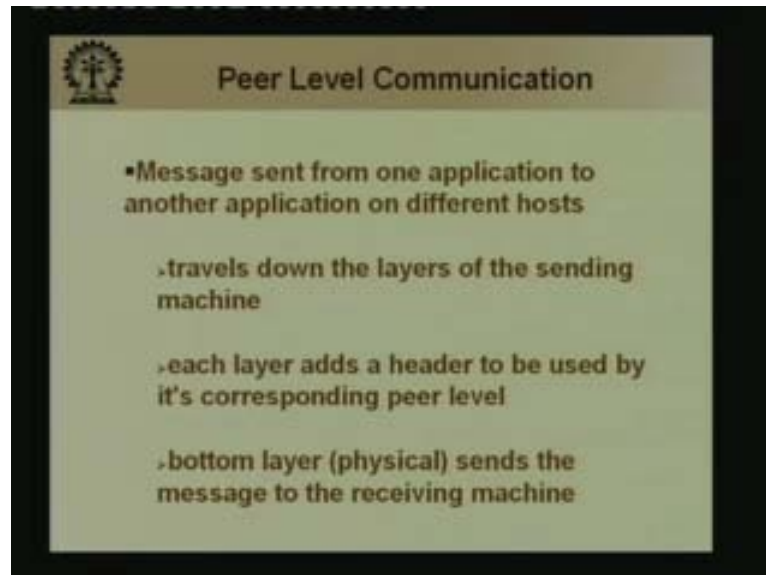 Peer Level Communication
▪Message sent from one application to
another application on different hosts
➢travels down the layers of the sending
machine
➢each layer adds a header to be used by
it's corresponding peer level
➢bottom layer (physical) sends the
message to the receiving machine